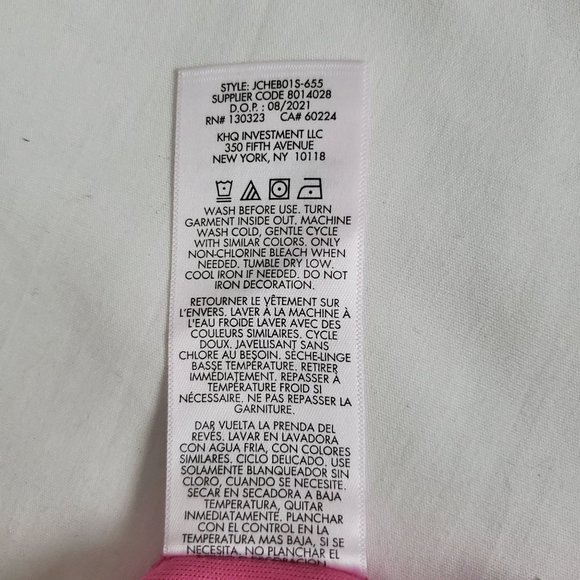 STYLE: JCHEB01S-655
SUPPLIER CODE 8014028
D.O.P. : 08/2021
RN# 130323 CA# 60224
KHQ INVESTMENT LLC
350 FIFTH AVENUE
NEW YORK, NY 10118
WASH BEFORE USE. TURN
GARMENT INSIDE OUT. MACHINE
WASH COLD, GENTLE CYCLE
WITH SIMILAR COLORS. ONLY
NON-CHLORINE BLEACH WHEN
NEEDED. TUMBLE DRY LOW.
COOL IRON IF NEEDED. DO NOT
IRON DECORATION.
RETOURNER LE VÊTEMENT SUR
L'ENVERS. LAVER À LA MACHINE À
L'EAU FROIDE LAVER AVEC DES
COULEURS SIMILAIRES. CYCLE
DOUX. JAVELLISANT SANS
CHLORE AU BESOIN. SÈCHE-LINGE
BASSE TEMPÉRATURE. RETIRER
IMMÉDIATEMENT. REPASSER À
TEMPÉRATURE FROID SI
NÉCESSAIRE. NE PAS REPASSER LA
GARNITURE.
DAR VUELTA LA PRENDA DEL
REVÉS. LAVAR EN LAVADORA
CON AGUA FRIA, CON COLORES
SIMILARES. CICLO DELICADO. USE
SOLAMENTE BLANQUEADOR SIN
CLORO, CUANDO SE NECESITE.
SECAR EN SECADORA A BAJA
TEMPERATURA, QUITAR
INMEDIATAMENTE. PLANCHAR
CON EL CONTROL EN LA
TEMPERATURA MAS BAJA, SI SE
NECESITA. NO PLANCHAR